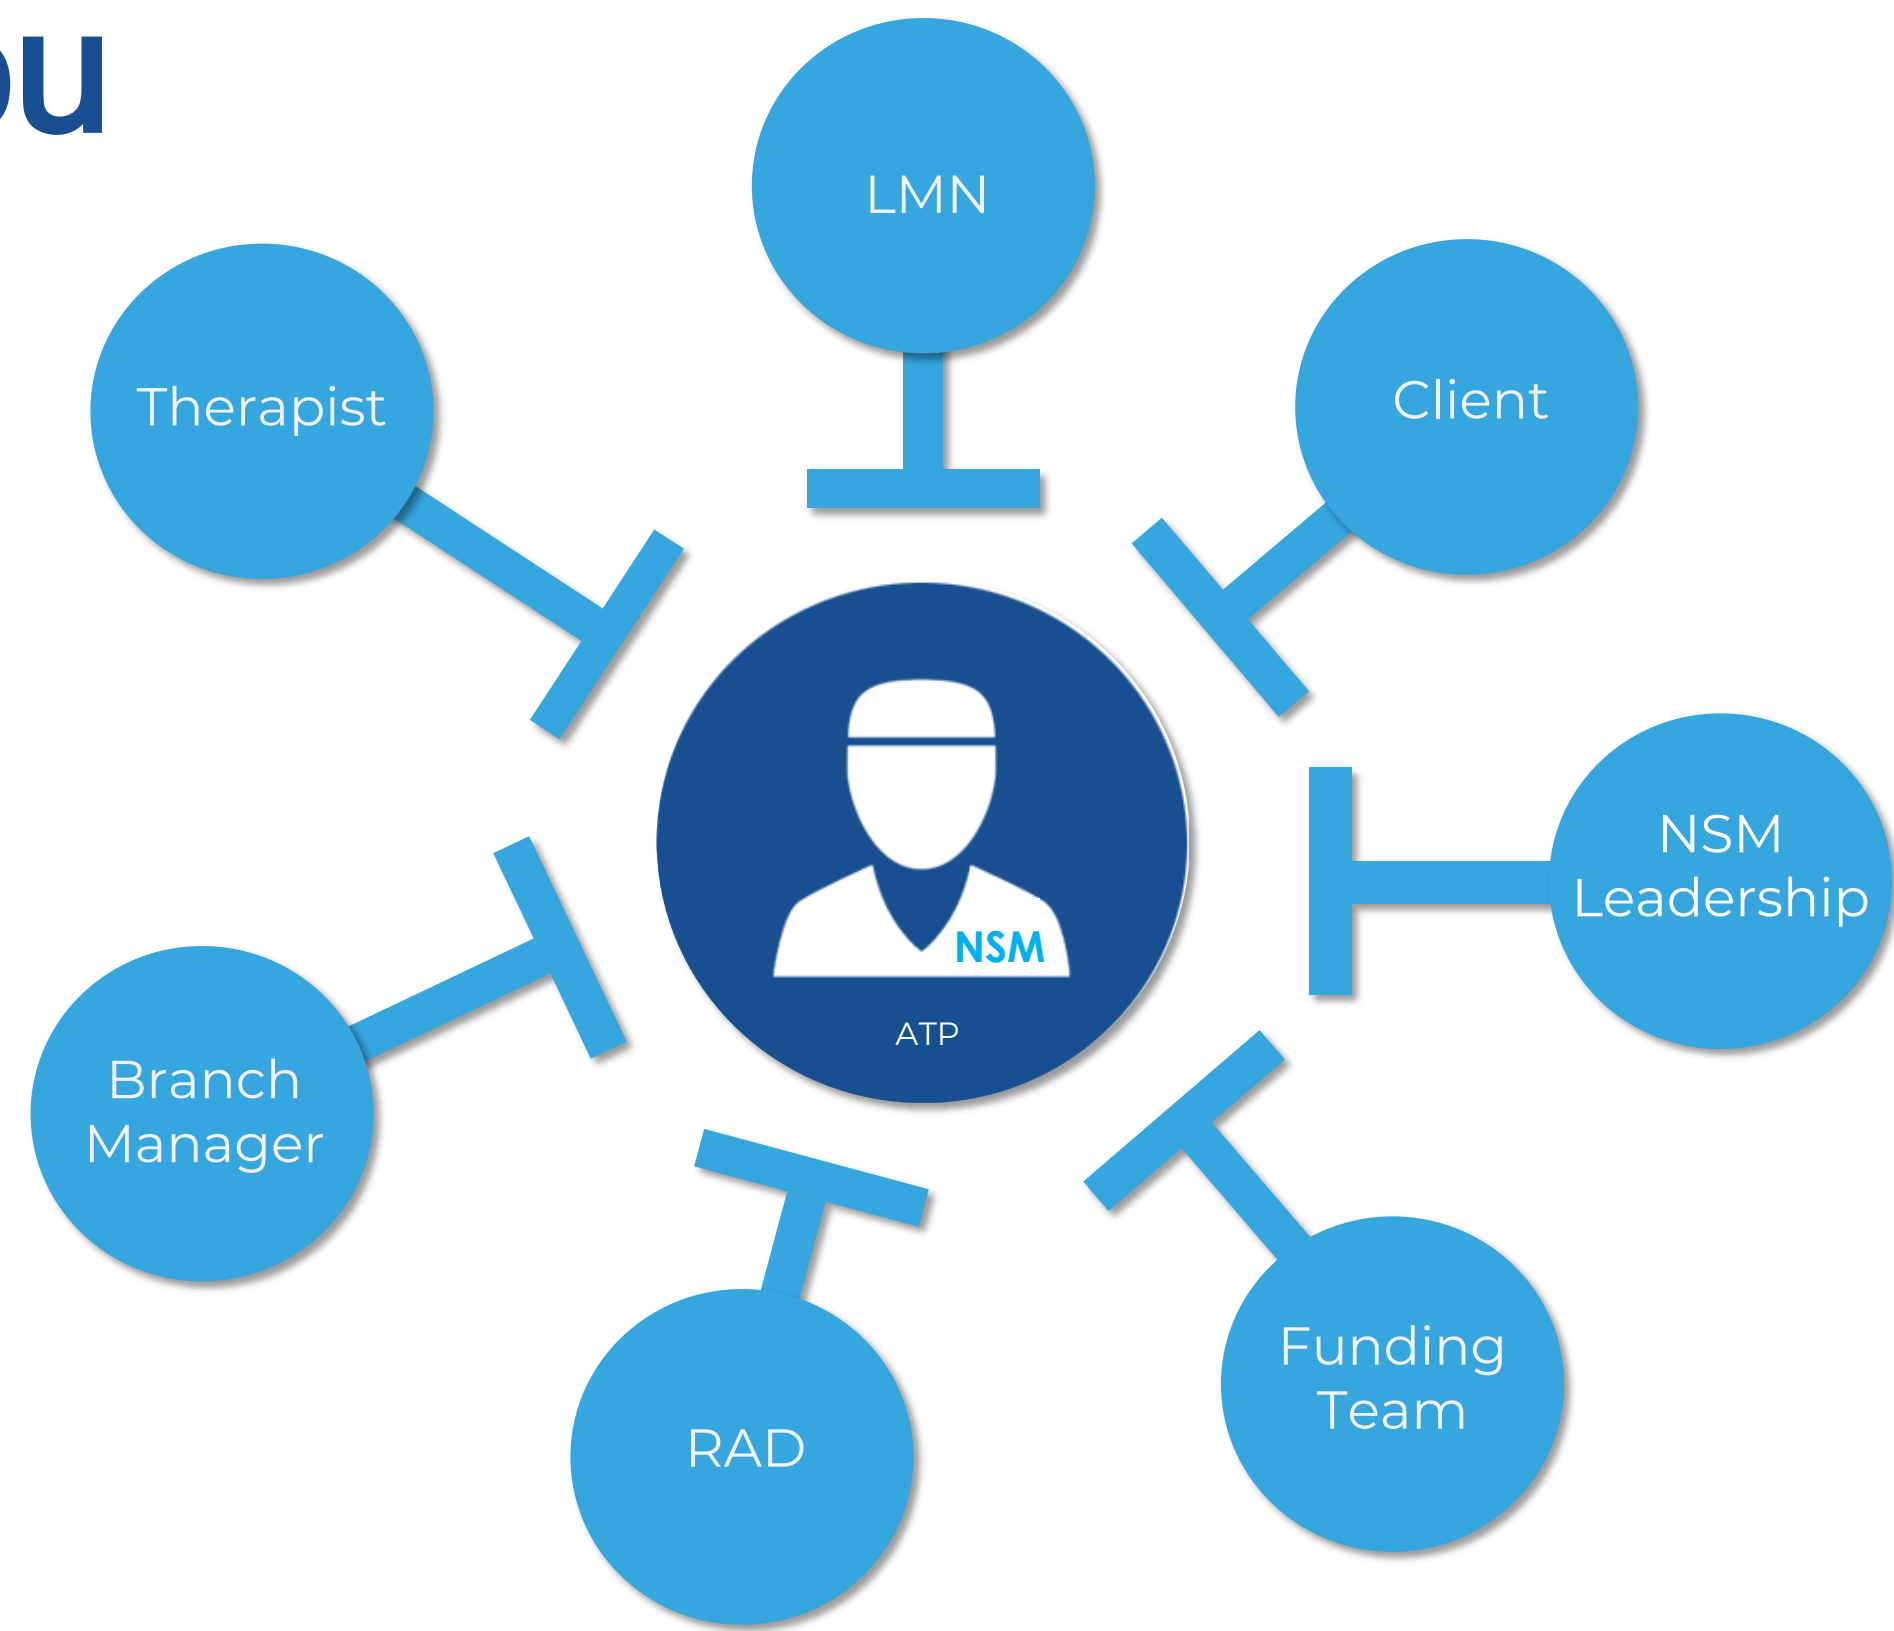 ou
LMN
Therapist
Client
NSM
Leadership
NSM
ATP
Branch
Manager
Funding
Team
RAD